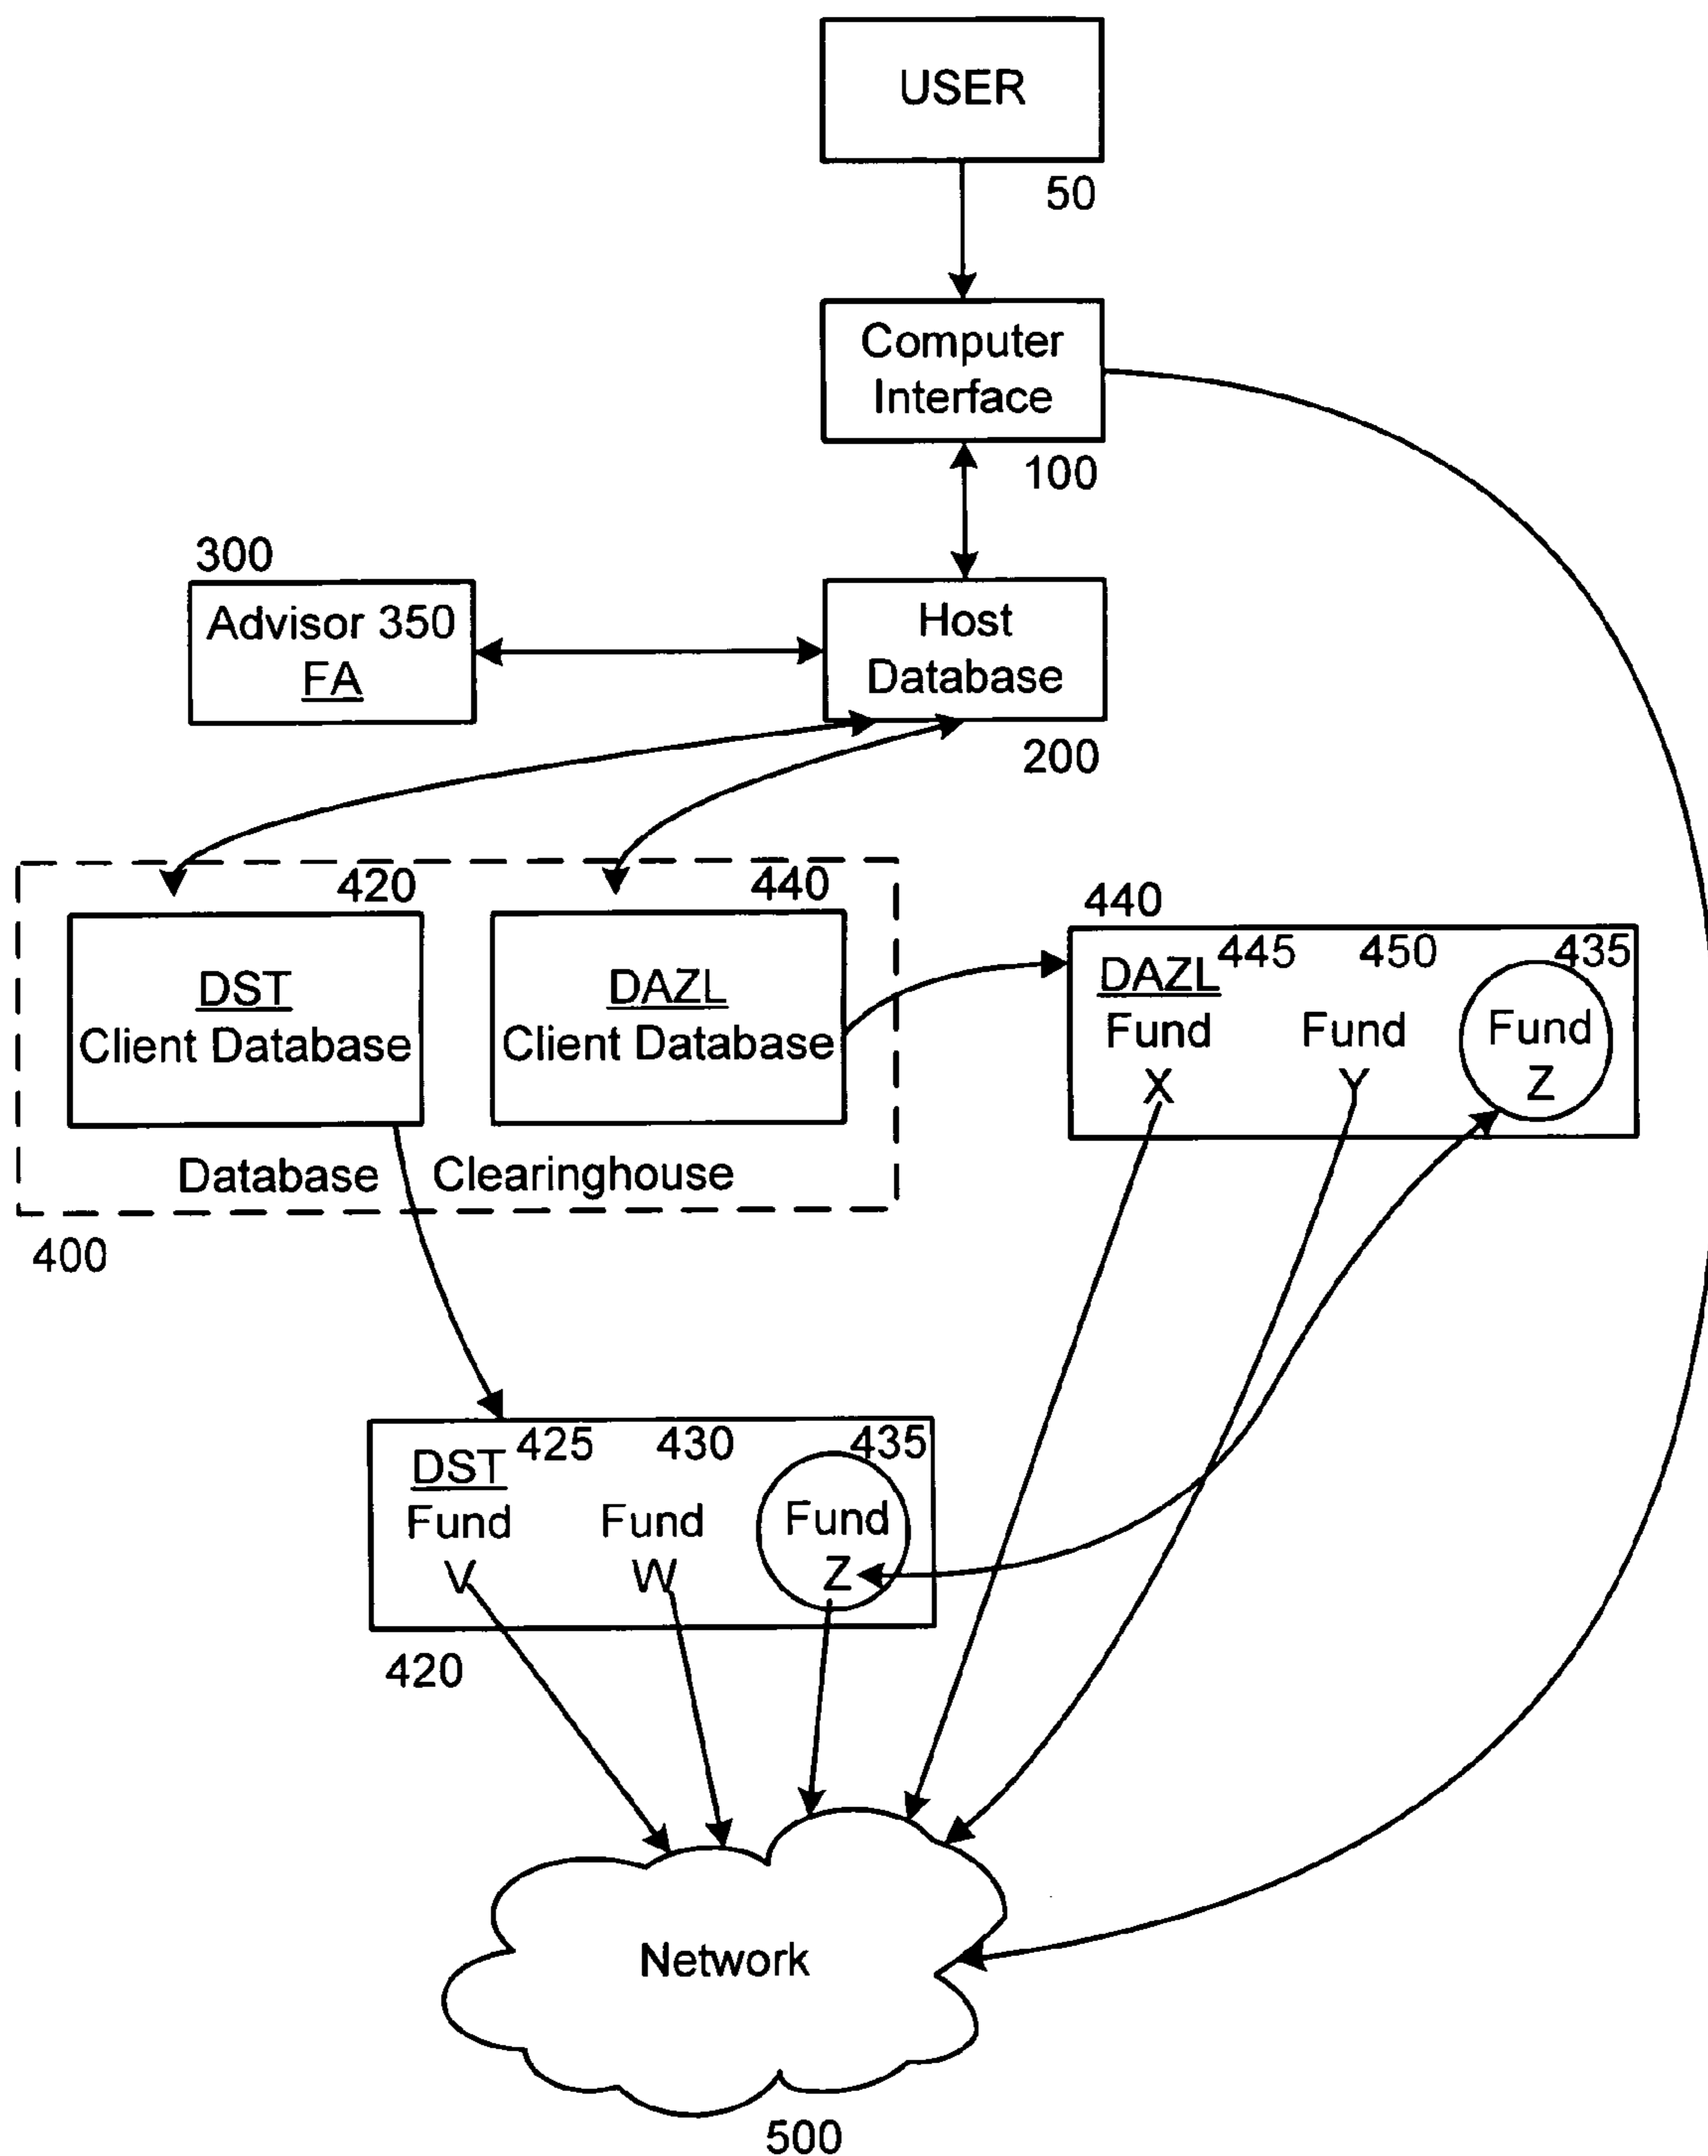 USER
50
Computer
Interface
100
300
Advisor 350
FA
Host
Database
200
420
440
DST
Client Database
DAZL
Client Database
Database Clearinghouse
400
440
445 450 435
DAZL
Fund Fund Fund
X Y Z
425 430 435
DST
Fund Fund Fund
V W Z
420
Network
500